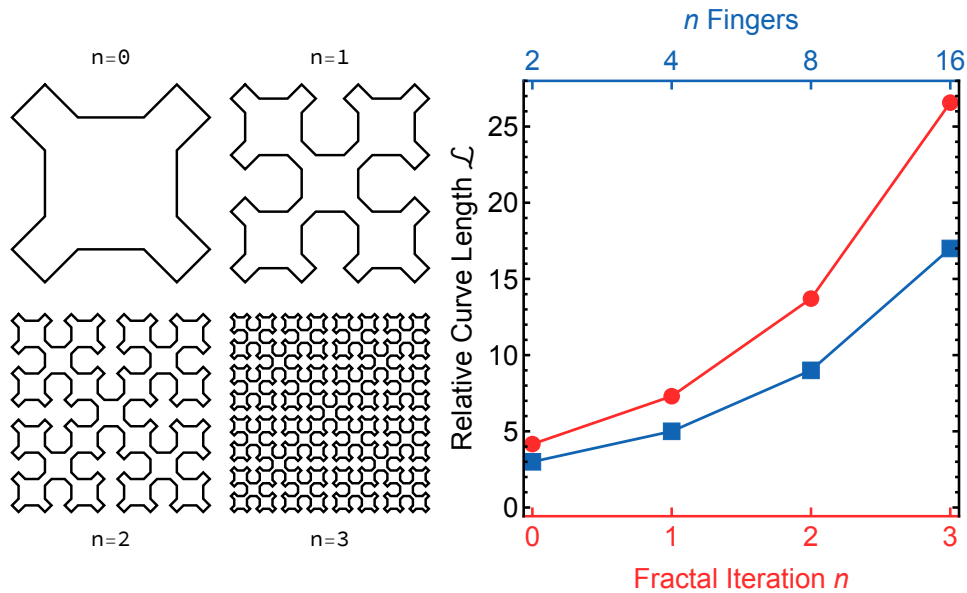 n=0
n=1
n=2
n=3
n Fingers
2 4 8 16
Relative Curve Length ℒ
25
20
15
10
5
0
0 1 2 3
Fractal Iteration n